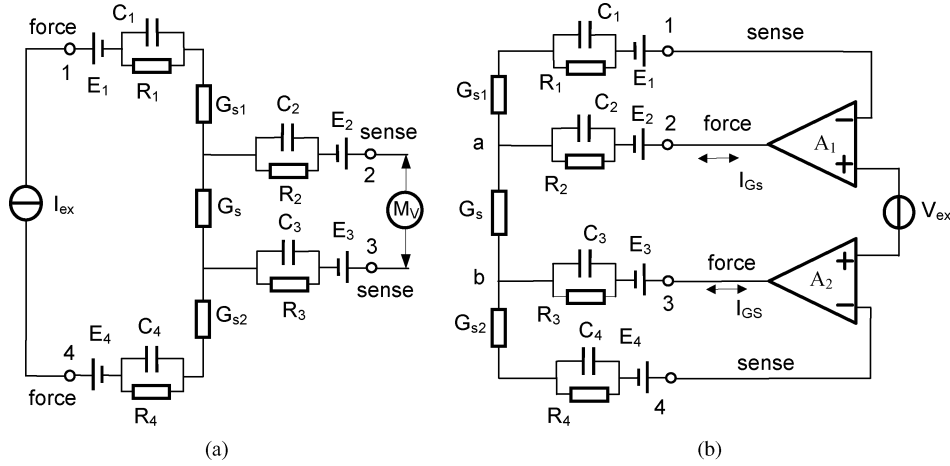 force
C₁
1
E₁
R₁
Gs1
C₂
E₂
sense
R₂
2
Iex
Gs
MV
C₃
E₃
3
R₃
sense
Gs2
4
E₄
C₄
force
R₄
(a)
C₁
1
sense
R₁
E₁
Gs1
C₂
E₂
2
force
a
A₁
R₂
IGs
Gs
Vex
C₃
E₃
force
b
A₂
R₃
3
IGS
Gs2
C₄
E₄
sense
R₄
4
(b)